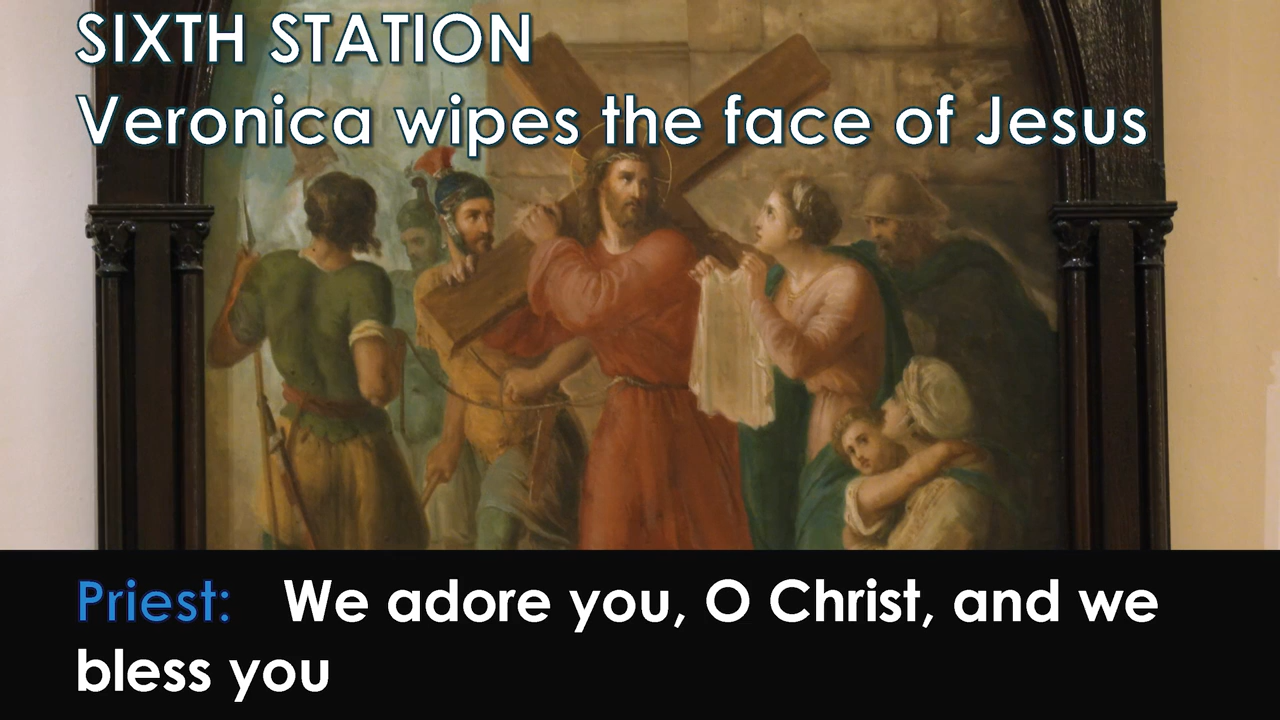 SIXTH STATION
Veronica wipes the face of Jesus
Priest: We adore you, O Christ, and we
bless you